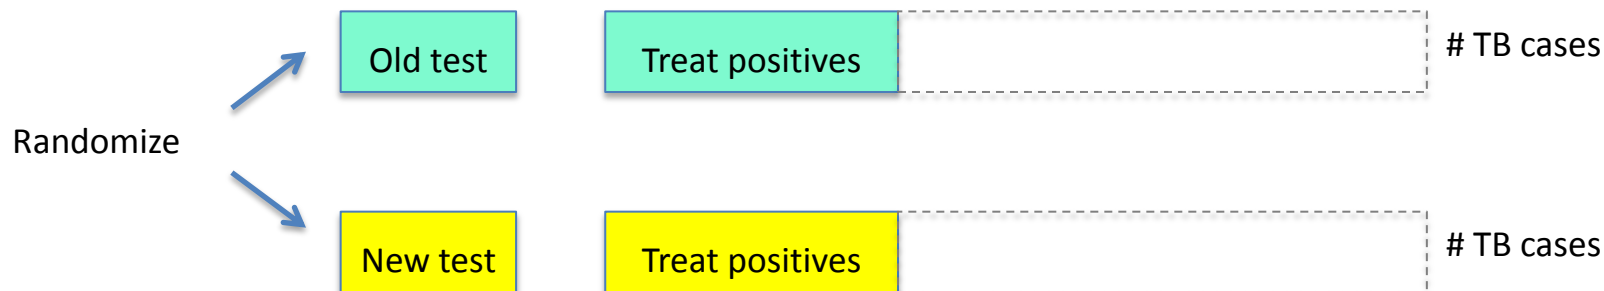 Old test
Treat positives
# TB cases
Randomize
New test
Treat positives
# TB cases